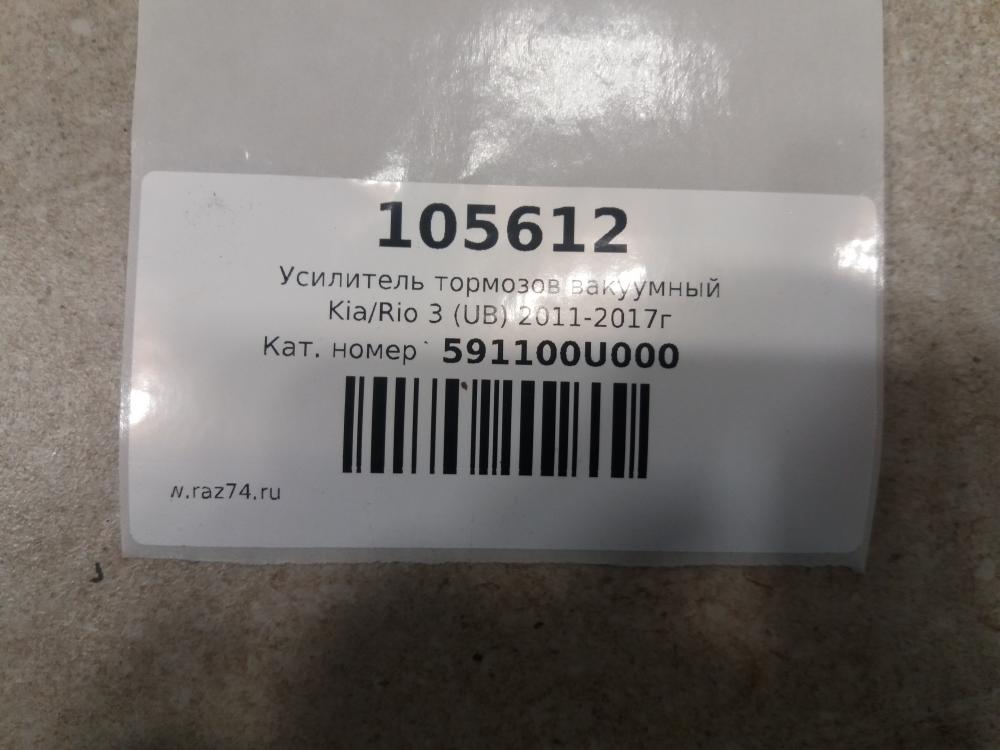 105612
Усилитель тормозов вакуумный
Kia/Rio 3 (UB) 2011-2017г
Кат. номер` 591100U000
w.raz74.ru